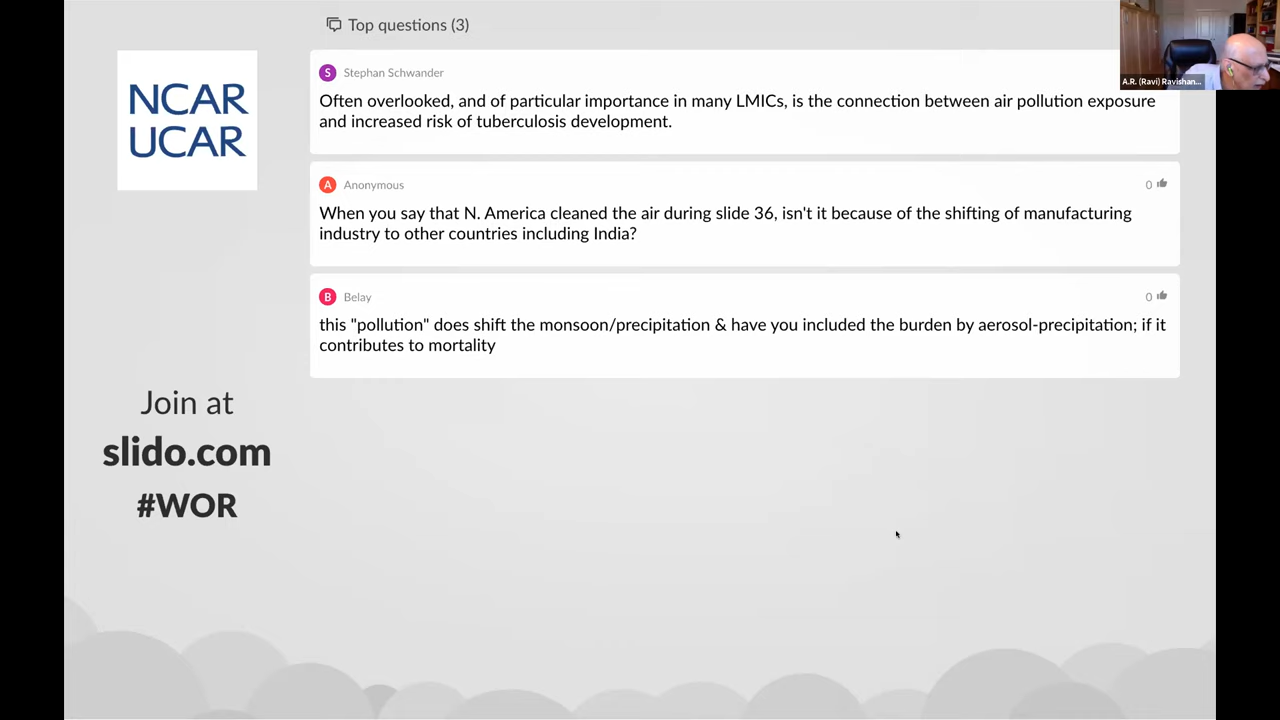 Top questions (3)
A.R. (Ravi) Ravishan...
NCAR
UCAR
S
Stephan Schwander
Often overlooked, and of particular importance in many LMICs, is the connection between air pollution exposure
and increased risk of tuberculosis development.
A
Anonymous
0
When you say that N. America cleaned the air during slide 36, isn't it because of the shifting of manufacturing
industry to other countries including India?
B
Belay
0
this "pollution" does shift the monsoon/precipitation & have you included the burden by aerosol-precipitation; if it
contributes to mortality
Join at
slido.com
#WOR